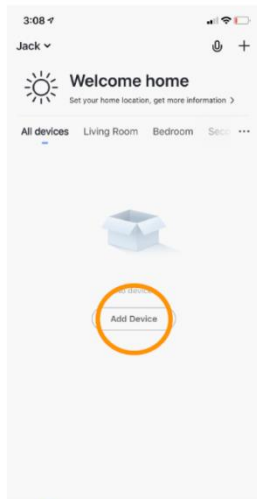 3:08
Jack
Welcome home
Set your home location, get more information >
All devices Living Room Bedroom ...
Add Device